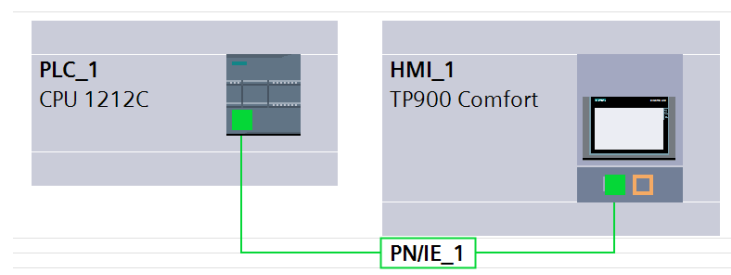 PLC_1
CPU 1212C
HMI_1
TP900 Comfort
PN/IE_1